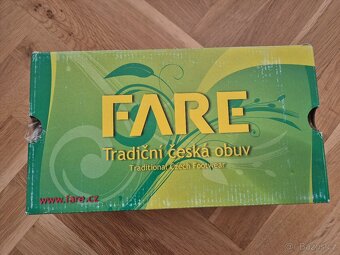 FARE
Tradiční česká obuv
Traditional Czech Footwear
www.fare.cz